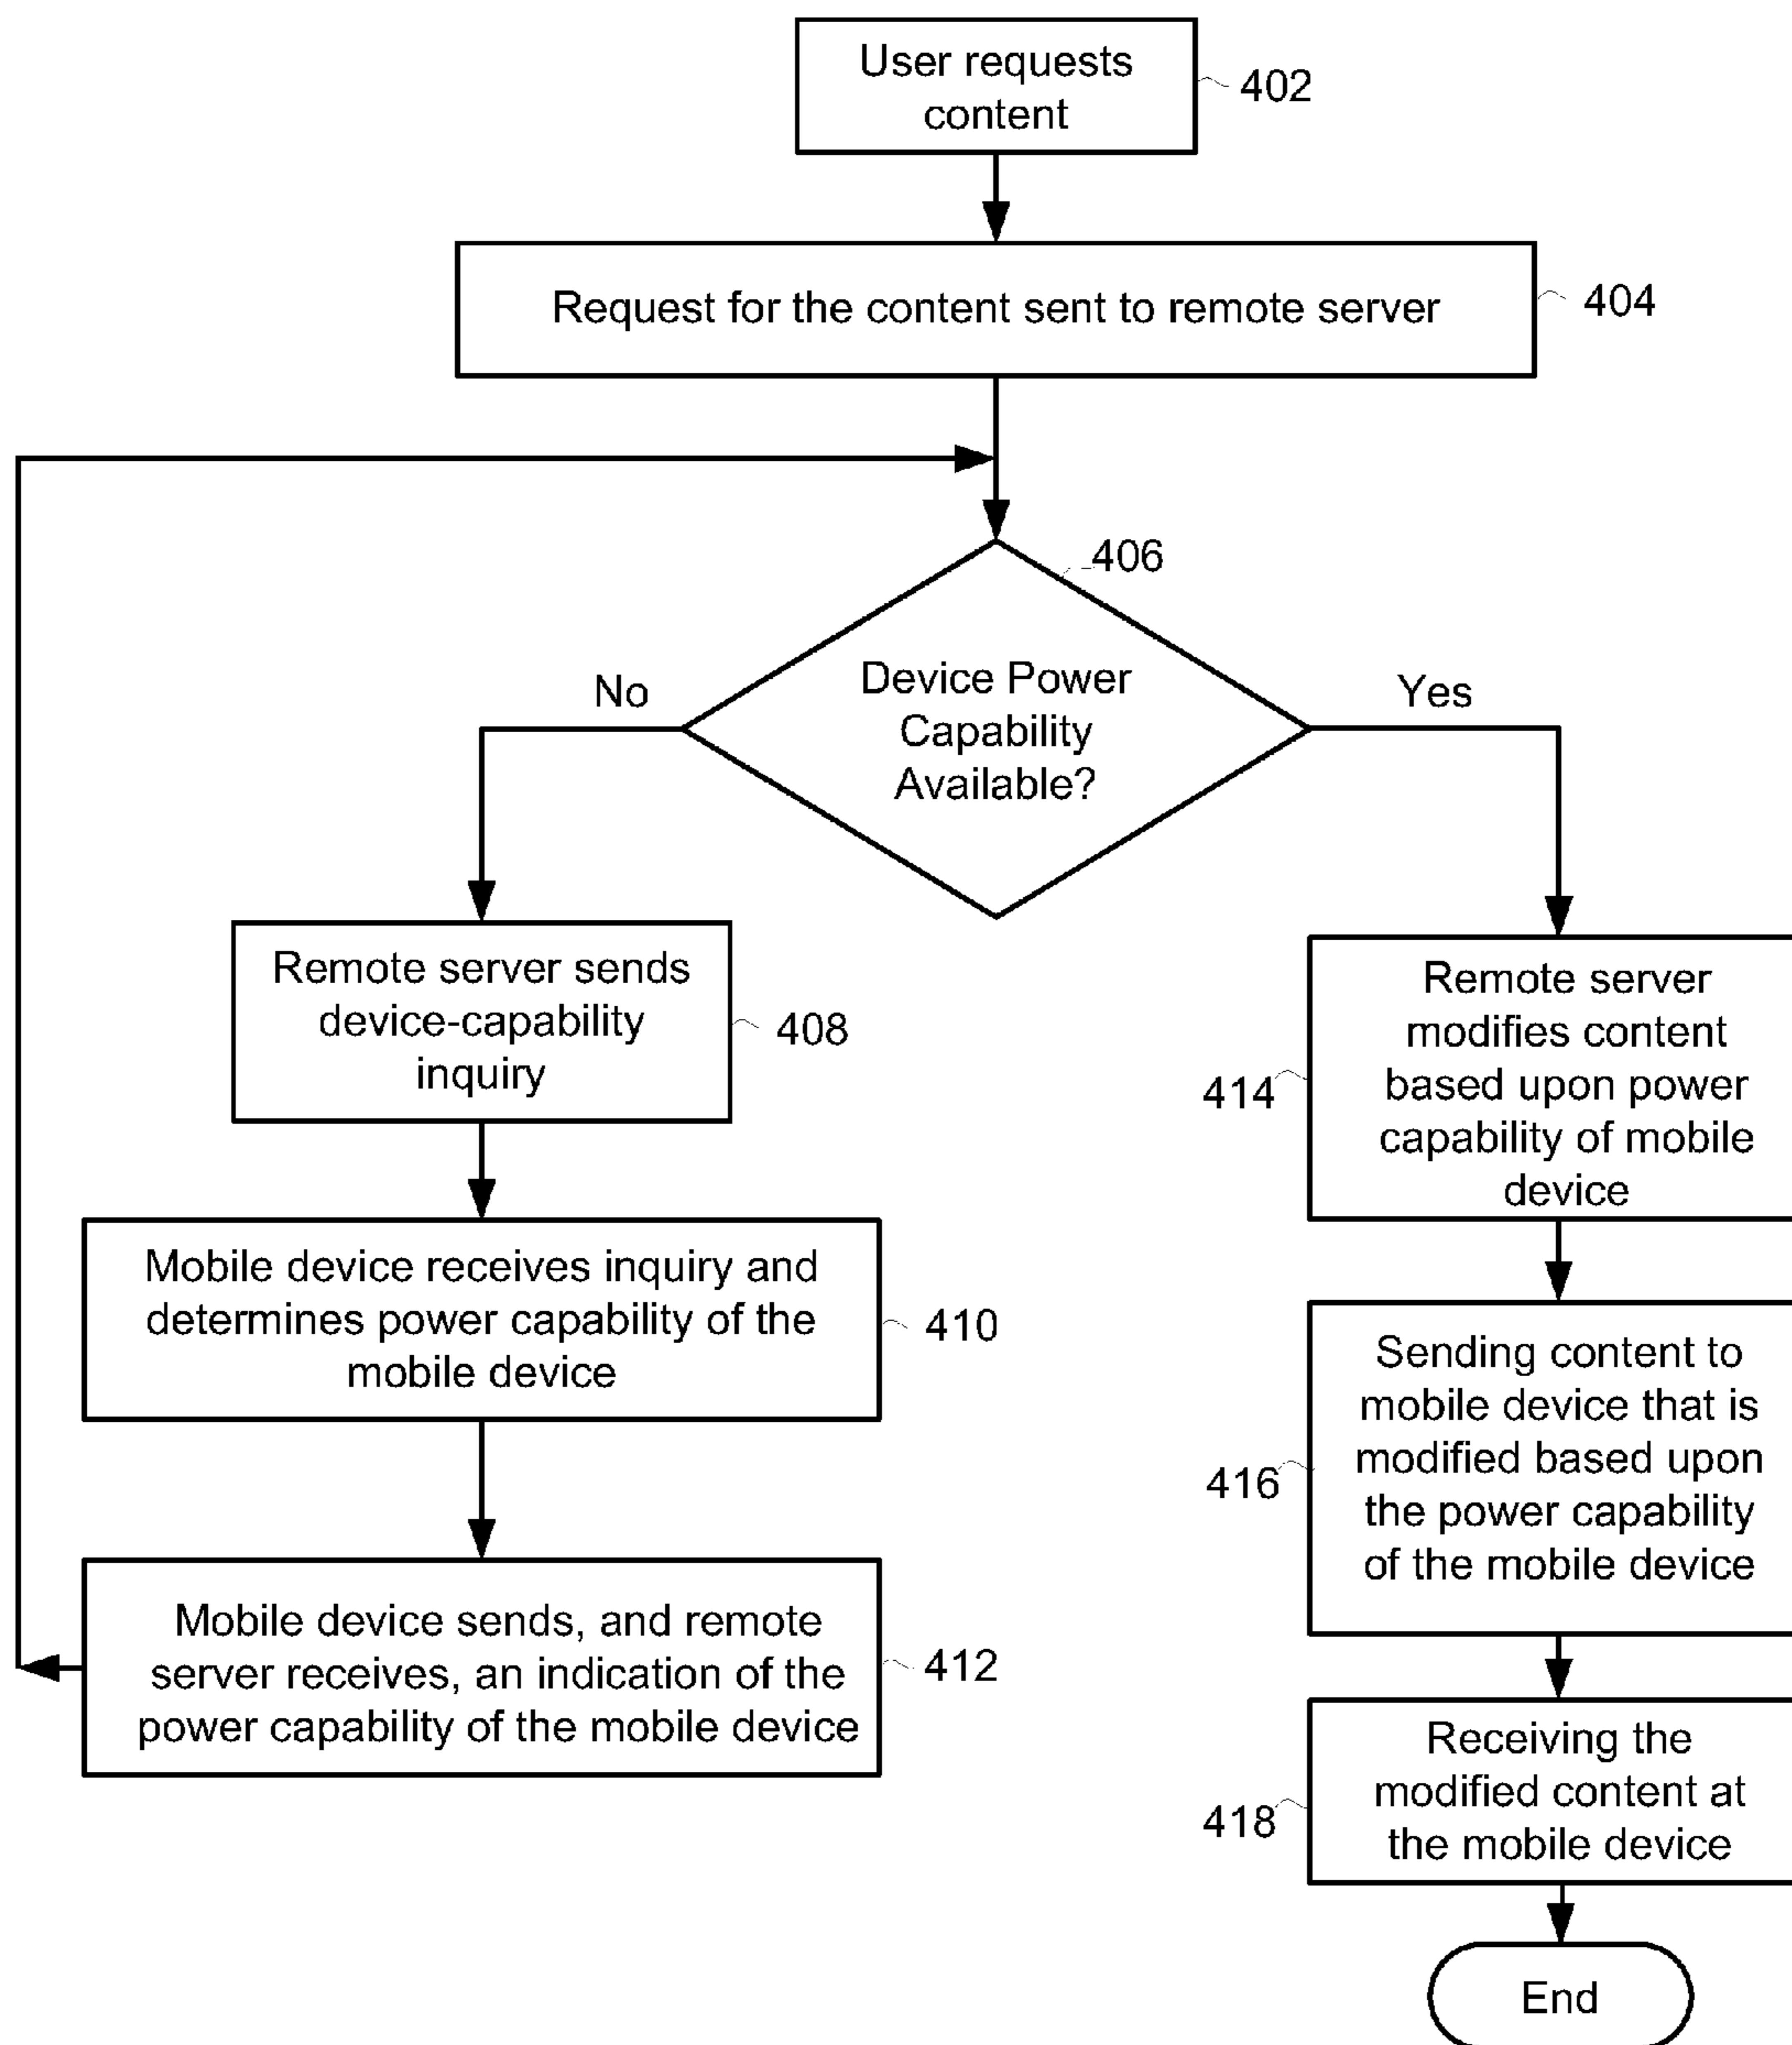 User requests
content
402
Request for the content sent to remote server
404
406
Device Power
Capability
Available?
No
Yes
Remote server sends
device-capability
inquiry
408
Mobile device receives inquiry and
determines power capability of the
mobile device
410
Mobile device sends, and remote
server receives, an indication of the
power capability of the mobile device
412
Remote server
modifies content
based upon power
capability of mobile
device
414
Sending content to
mobile device that is
modified based upon
the power capability
of the mobile device
416
Receiving the
modified content at
the mobile device
418
End